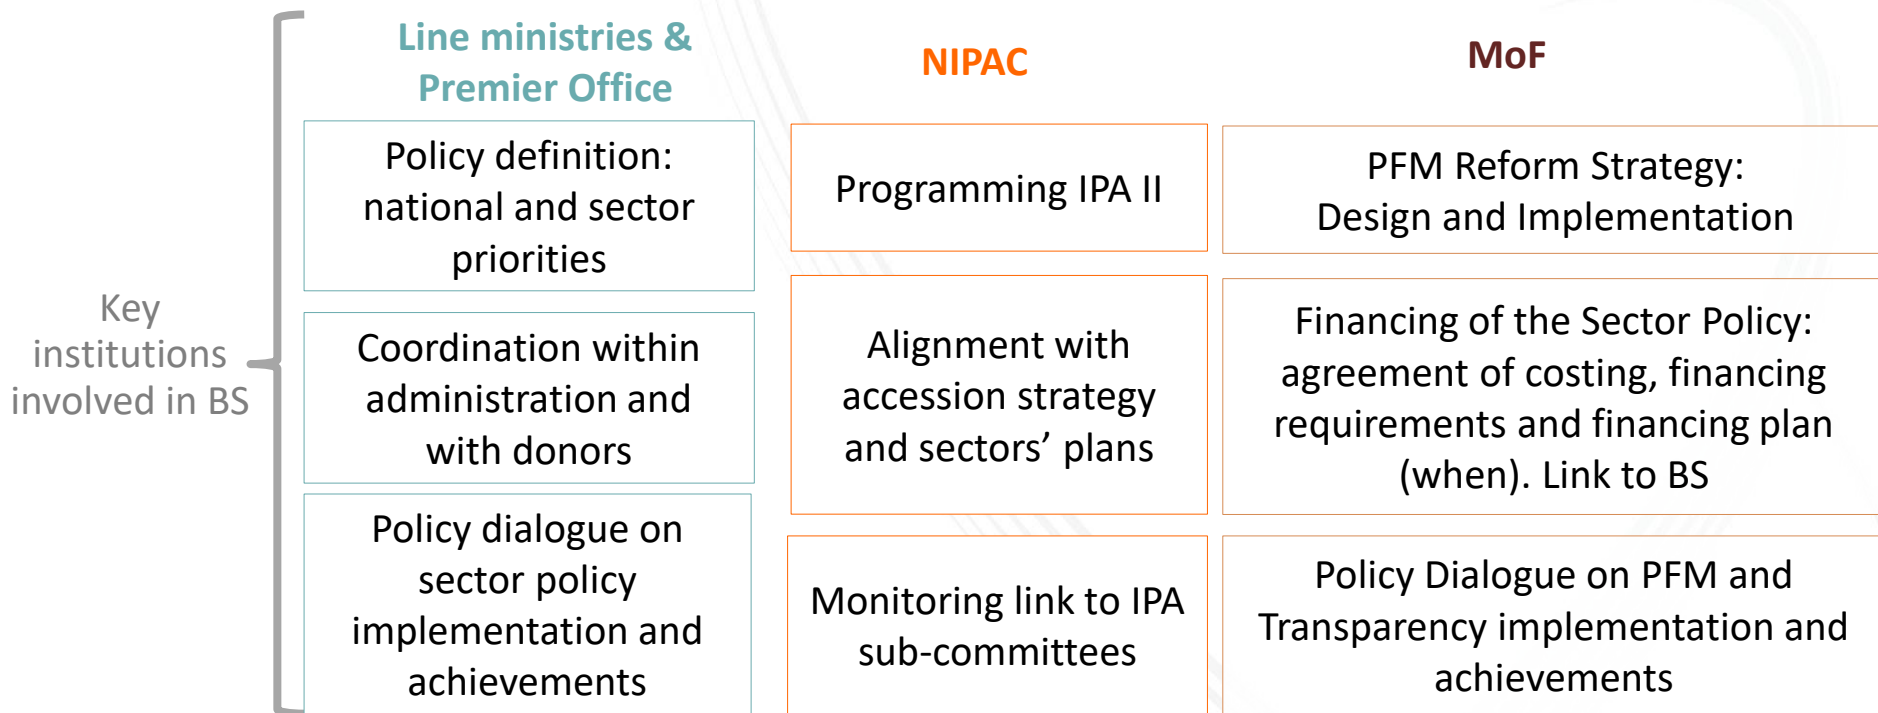 Key
institutions
involved in BS
Line ministries &
Premier Office
Policy definition:
national and sector
priorities
Coordination within
administration and
with donors
Policy dialogue on
sector policy
implementation and
achievements
NIPAC
Programming IPA II
Alignment with
accession strategy
and sectors’ plans
Monitoring link to IPA
sub-committees
MoF
PFM Reform Strategy:
Design and Implementation
Financing of the Sector Policy:
agreement of costing, financing
requirements and financing plan
(when). Link to BS
Policy Dialogue on PFM and
Transparency implementation and
achievements